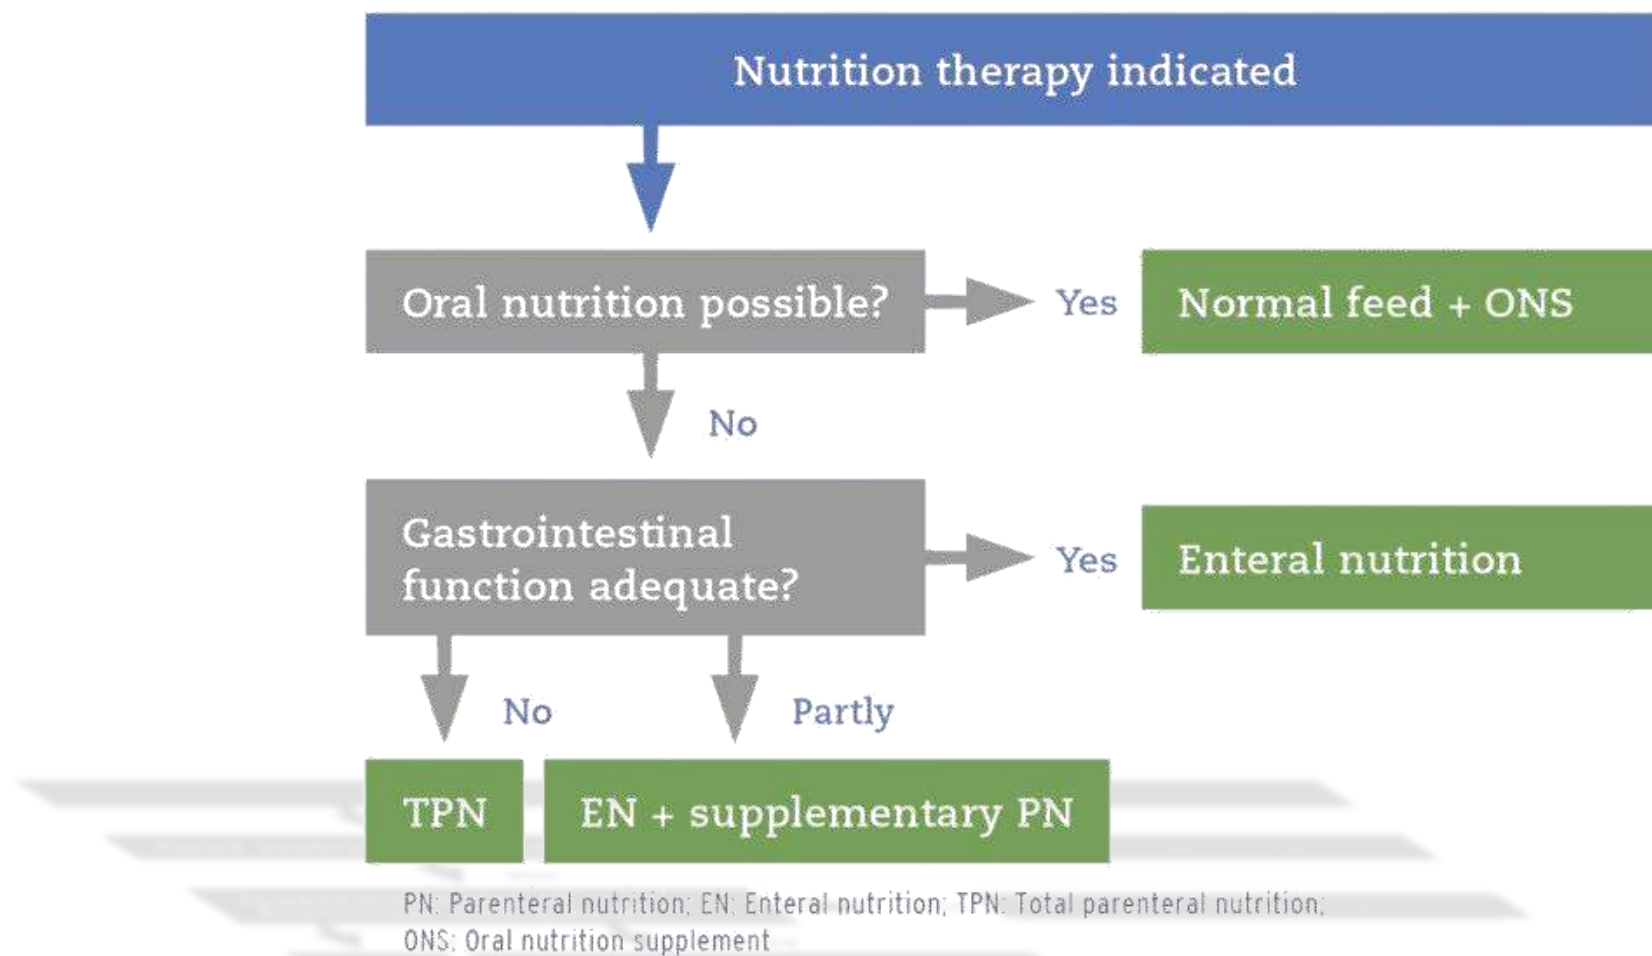 Nutrition therapy indicated
Oral nutrition possible?
Yes
Normal feed + ONS
No
Gastrointestinal
function adequate?
Yes
Enteral nutrition
No
Partly
TPN
EN + supplementary PN
PN: Parenteral nutrition; EN: Enteral nutrition; TPN: Total parenteral nutrition;
ONS: Oral nutrition supplement